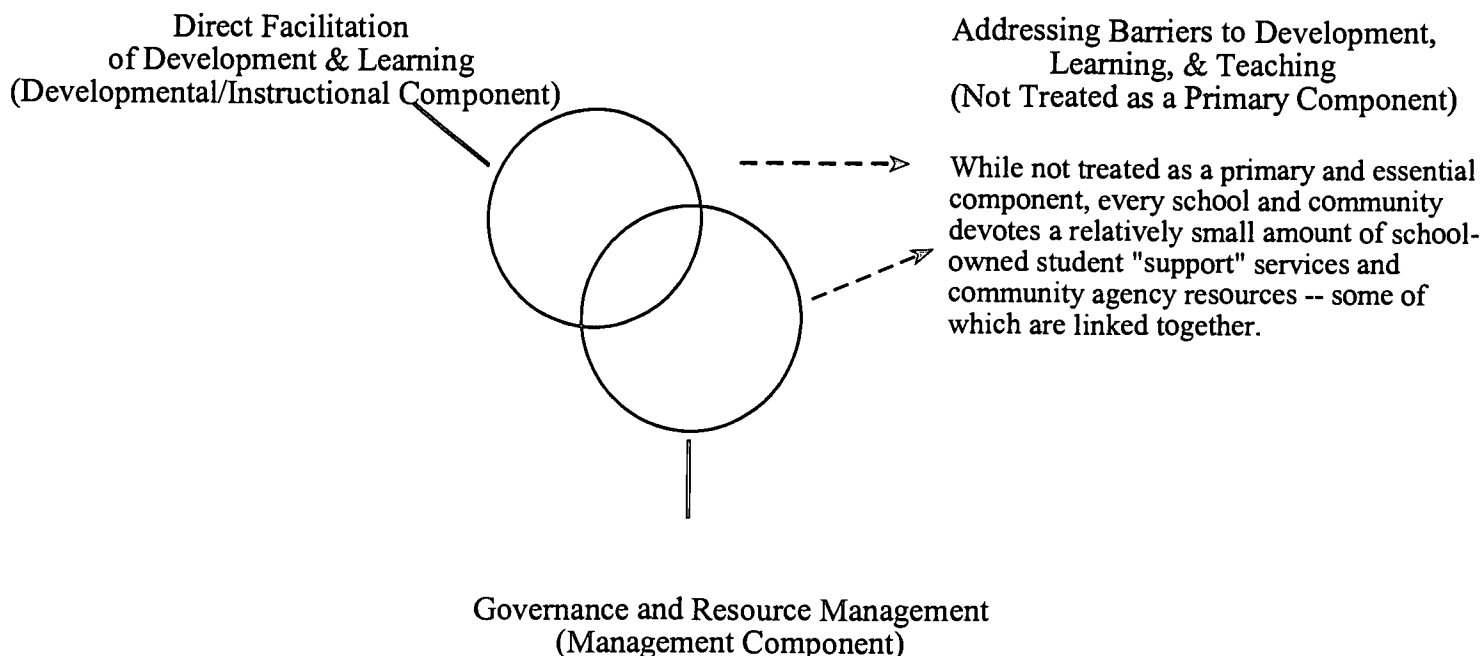 Direct Facilitation
of Development & Learning
(Developmental/Instructional Component)
Addressing Barriers to Development,
Learning, & Teaching
(Not Treated as a Primary Component)
While not treated as a primary and essential
component, every school and community
devotes a relatively small amount of school-
owned student "support" services and
community agency resources -- some of
which are linked together.
Governance and Resource Management
(Management Component)